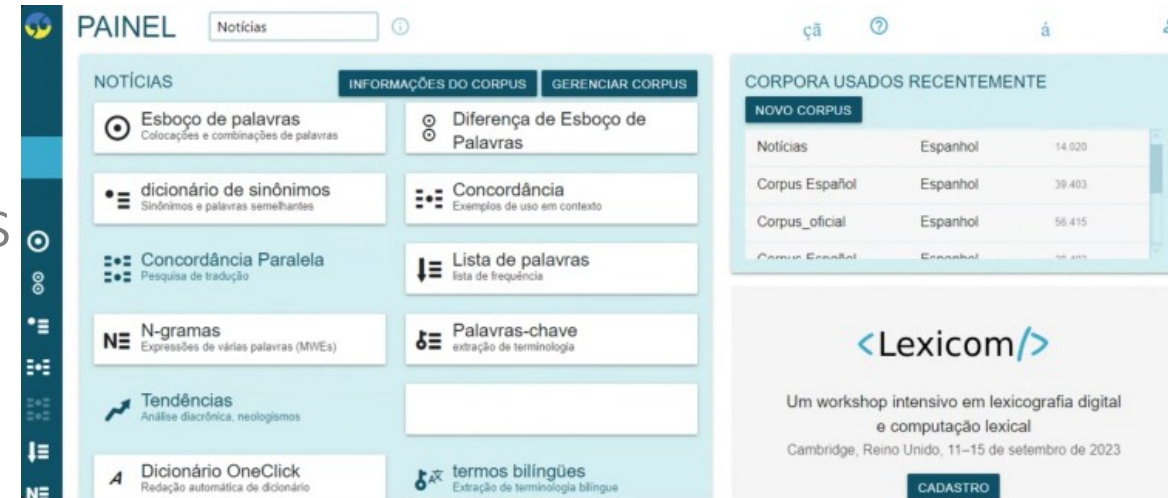 PAINEL Notícias
çã ? á
NOTÍCIAS
INFORMAÇÕES DO CORPUS GERENCIAR CORPUS
Esboço de palavras
Colocações e combinações de palavras
Diferença de Esboço de
Palavras
dicionário de sinônimos
Sinônimos e palavras semelhantes
Concordância
Exemplos de uso em contexto
S
Concordância Paralela
Pesquisa de tradução
Lista de palavras
lista de frequência
N-gramas
Expressões de várias palavras (MWEs)
Palavras-chave
extração de terminologia
Tendências
Análise diacrônica, neologismos
Dicionário OneClick
Redação automática de dicionário
termos bilíngües
Extração de terminologia bilíngue
CORPORA USADOS RECENTEMENTE
NOVO CORPUS
Notícias Espanhol 14.020
Corpus Español Espanhol 39.403
Corpus_oficial Espanhol 56.415
Corpus Español Espanhol
<Lexicom/>
Um workshop intensivo em lexicografia digital
e computação lexical
Cambridge, Reino Unido, 11–15 de setembro de 2023
CADASTRO